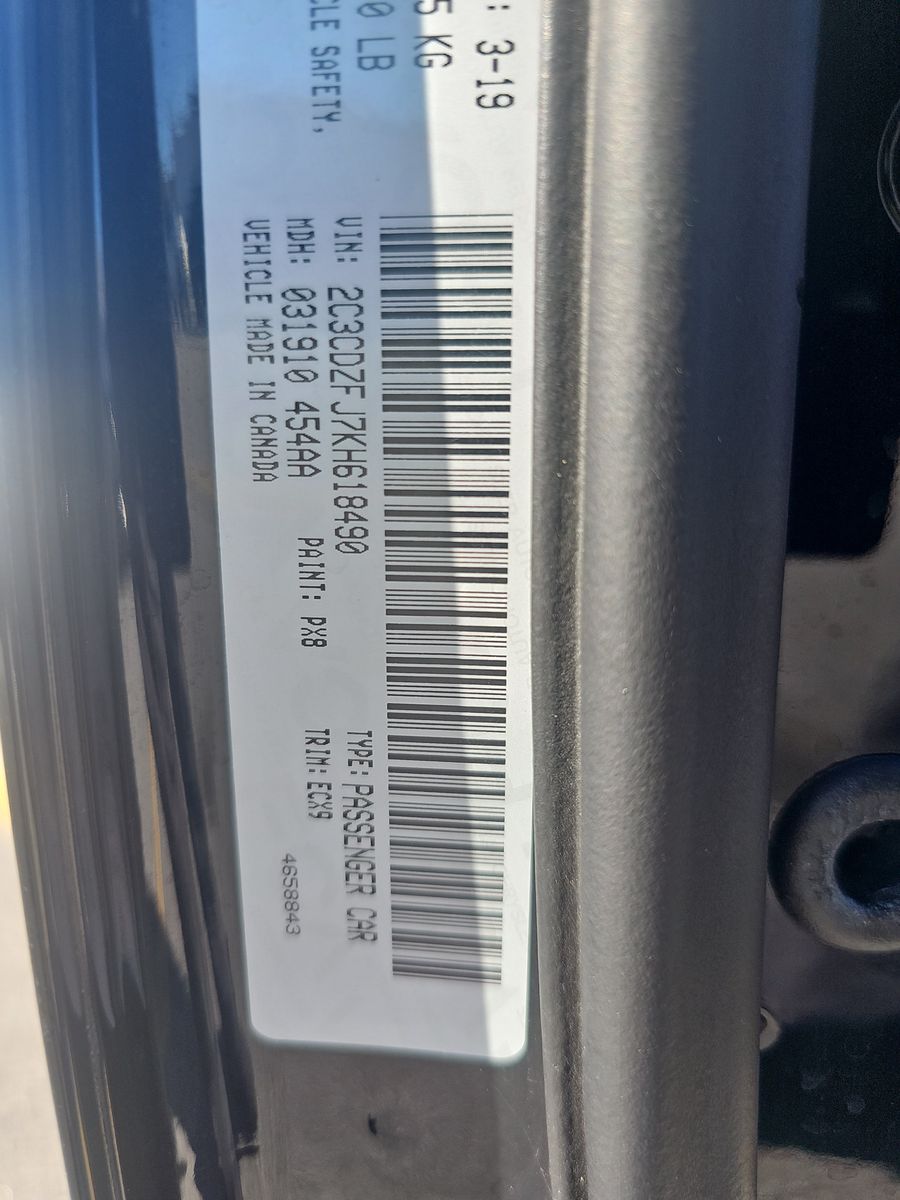 : 3-19
5 KG
0 LB
CLE SAFETY,
VIN: 2C3CDZFJ7KH618490
TYPE: PASSENGER CAR
MDH: 031910 454AA
PAINT: PX8
TRIM: ECX9
VEHICLE MADE IN CANADA
4658843